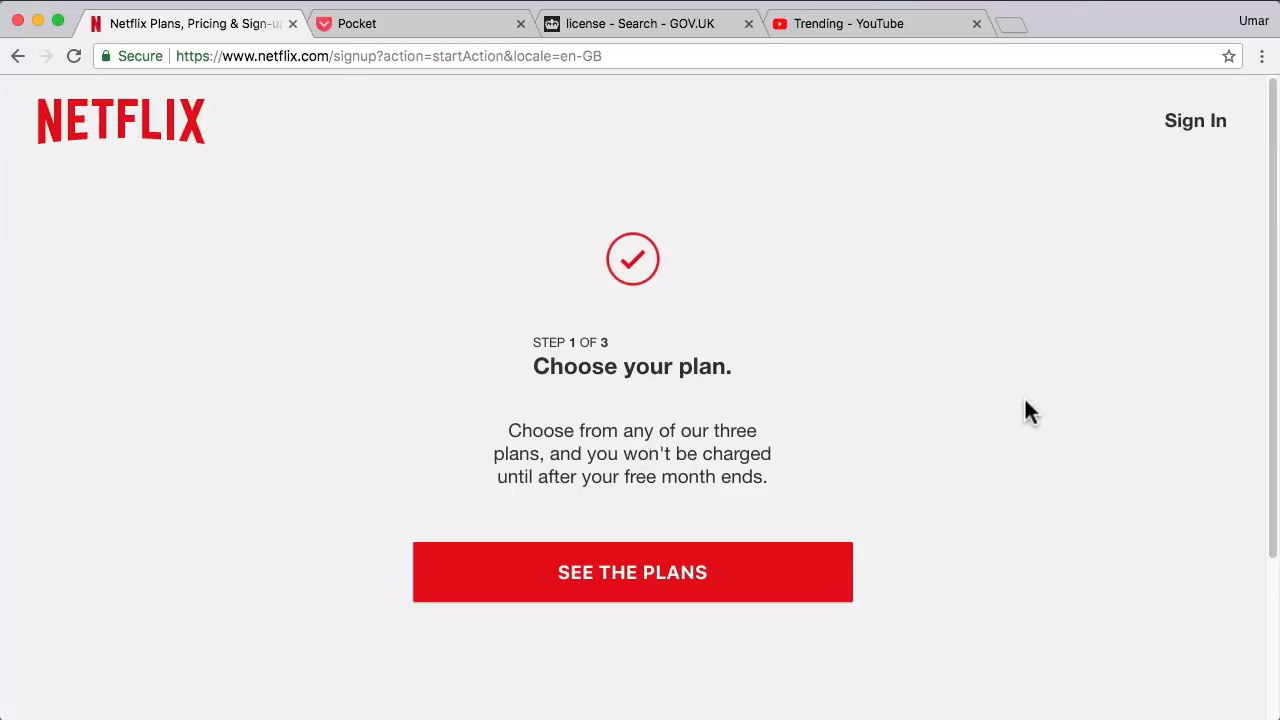 Netflix Plans, Pricing & Sign-u
Pocket
license - Search - GOV.UK
Trending - YouTube
Umar
Secure
https://www.netflix.com/signup?action=startAction&locale=en-GB
NETFLIX
Sign In
STEP 1 OF 3
Choose your plan.
Choose from any of our three
plans, and you won't be charged
until after your free month ends.
SEE THE PLANS